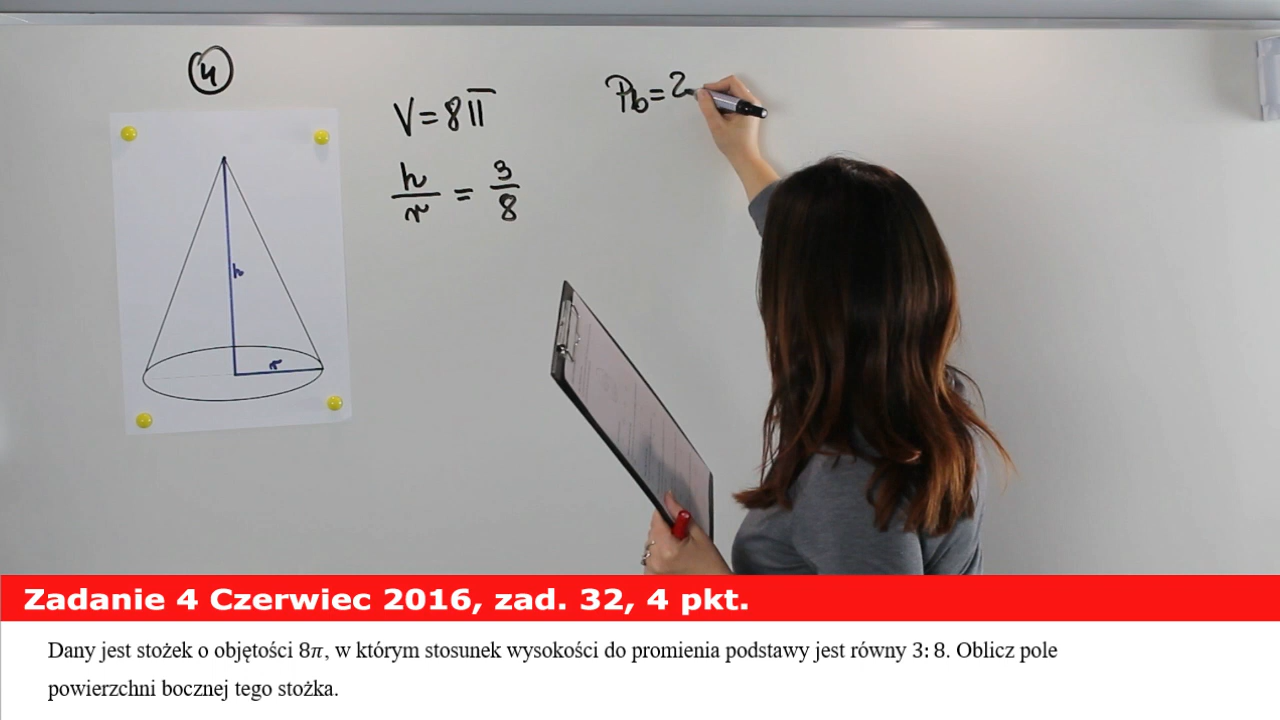 4
V = 8π
h/r = 3/8
Pb = ?
h
r
Zadanie 4 Czerwiec 2016, zad. 32, 4 pkt.
Dany jest stożek o objętości 8π, w którym stosunek wysokości do promienia podstawy jest równy 3: 8. Oblicz pole
powierzchni bocznej tego stożka.